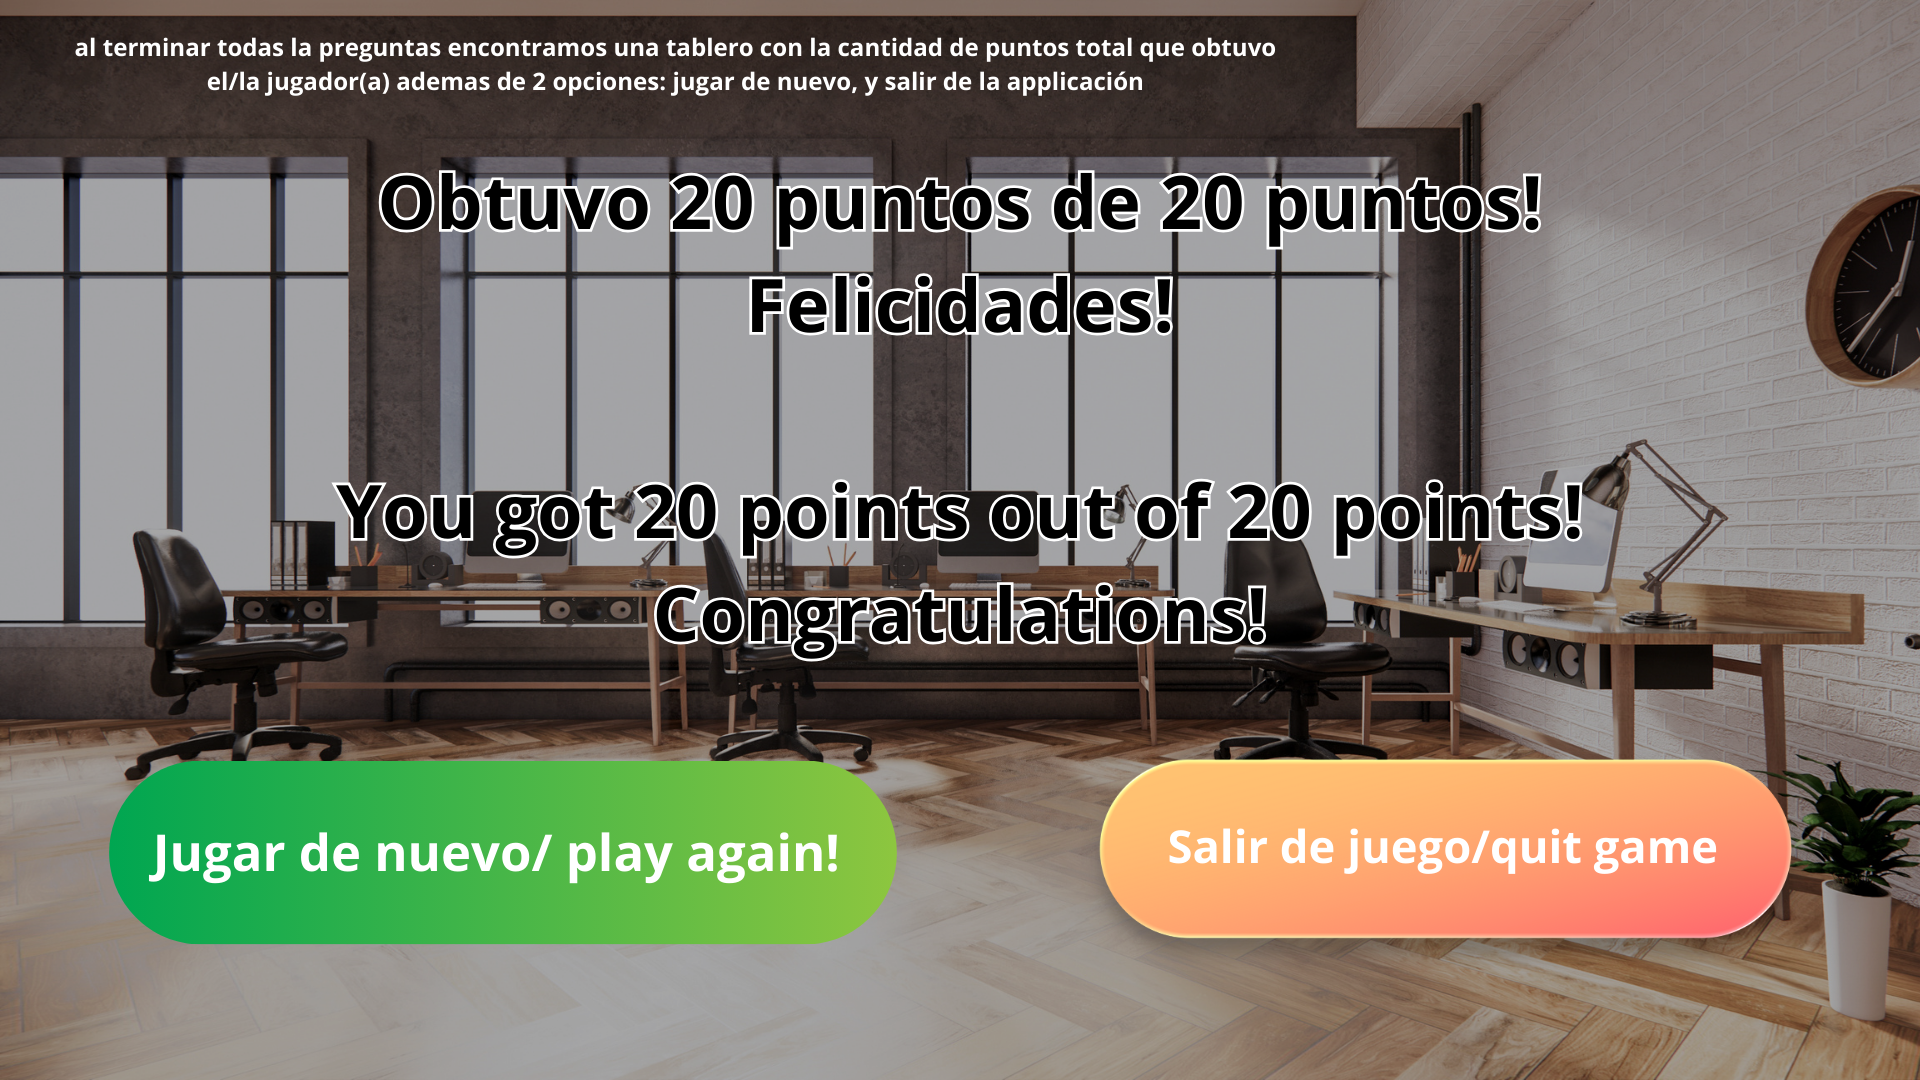 al terminar todas la preguntas encontramos una tablero con la cantidad de puntos total que obtuvo
el/la jugador(a) ademas de 2 opciones: jugar de nuevo, y salir de la applicación
Obtuvo 20 puntos de 20 puntos!
Felicidades!
You got 20 points out of 20 points!
Congratulations!
Jugar de nuevo/ play again!
Salir de juego/quit game